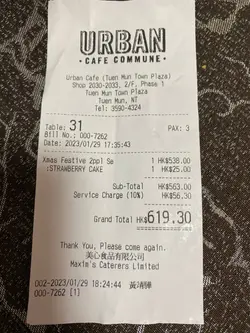 URBAN
· CAFE COMMUNE ·
Urban Cafe (Tuen Mun Town Plaza)
Shop 2030-2033, 2/F, Phase 1
Tuen Mun Town Plaza
Tuen Mun, NT
Tel: 3590-4324
Table: 31 PAX: 3
Bill No.: 000-7262
Date: 2023/01/29 17:35:43
Xmas Festive 2ppl Se 1 HK$538.00
:STRAWBERRY CAKE 1 HK$25.00
Sub-Total HK$563.00
Service Charge (10%) HK$56.30
Grand Total HK$619.30
Thank You, Please come again.
美心食品有限公司
Maxim's Caterers Limited
002-2023/01/29 18:24:44
000-7262 [1]